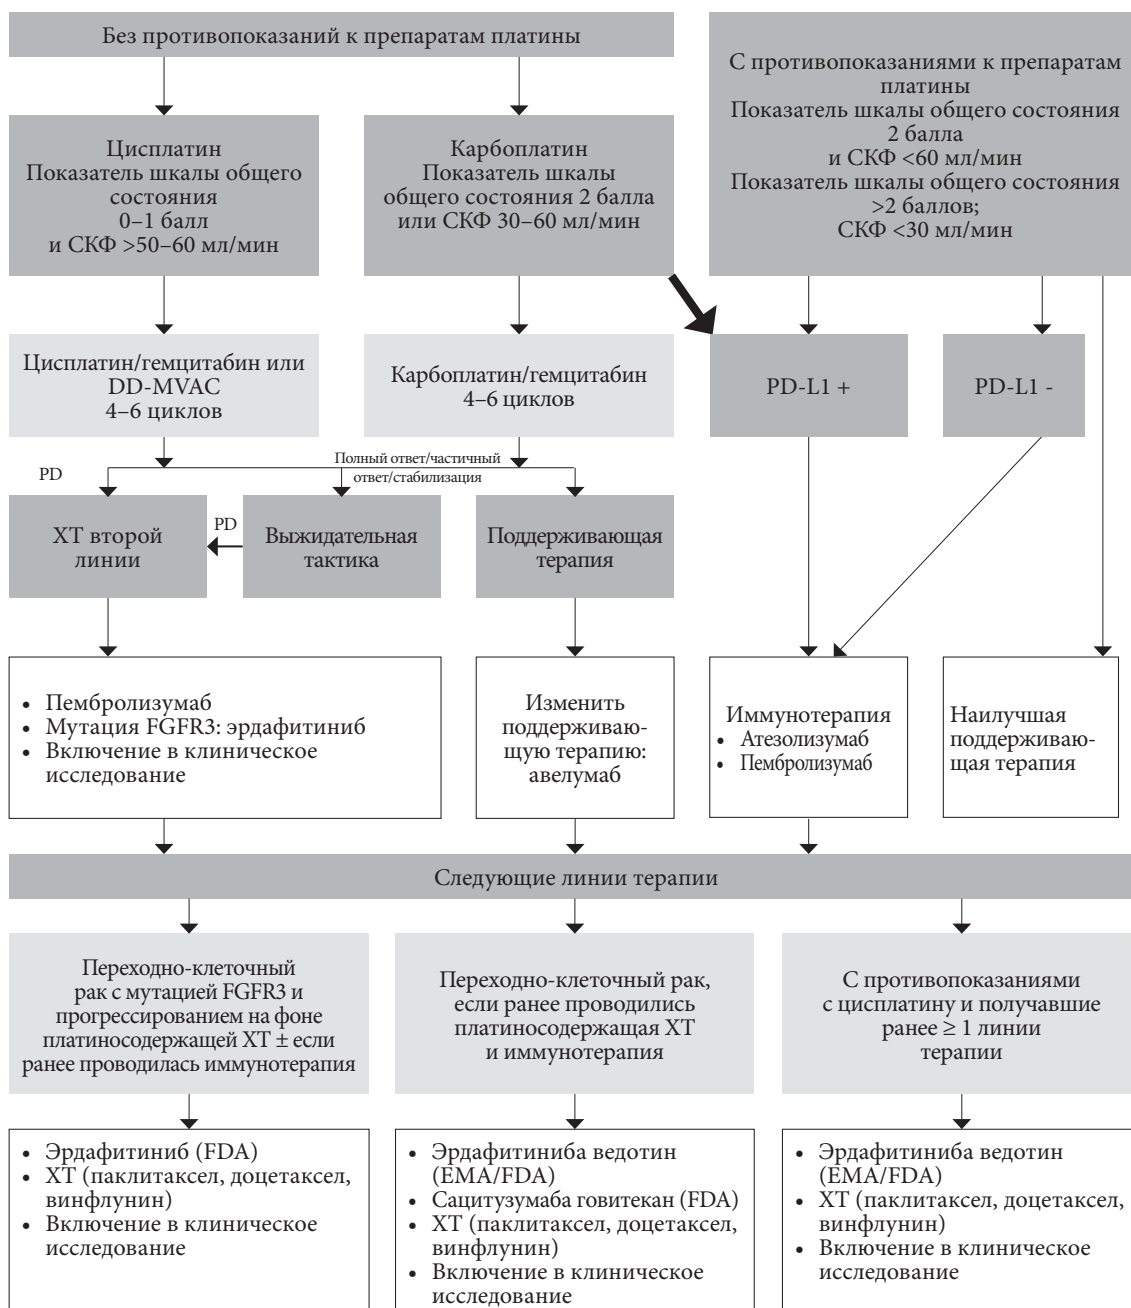 Без противопоказаний к препаратам платины
С противопоказаниями к препаратам
платины
Показатель шкалы общего состояния
2 балла
и СКФ <60 мл/мин
Показатель шкалы общего состояния
>2 баллов;
СКФ <30 мл/мин
Цисплатин
Показатель шкалы общего
состояния
0–1 балл
и СКФ >50–60 мл/мин
Карбоплатин
Показатель шкалы
общего состояния 2 балла
или СКФ 30–60 мл/мин
Цисплатин/гемцитабин или
DD-MVAC
4–6 циклов
Карбоплатин/гемцитабин
4–6 циклов
PD-L1 +
PD-L1 -
PD
Полный ответ/частичный
ответ/стабилизация
ХТ второй
линии
PD
Выжидательная
тактика
Поддерживающая
терапия
• Пембролизумаб
• Мутация FGFR3: эрдафитиниб
• Включение в клиническое
исследование
Изменить
поддерживаю-
щую терапию:
авелумаб
Иммунотерапия
• Атезолизумаб
• Пембролизумаб
Наилучшая
поддерживаю-
щая терапия
Следующие линии терапии
Переходно-клеточный
рак с мутацией FGFR3 и
прогрессированием на фоне
платиносодержащей ХТ ± если
ранее проводилась иммунотерапия
Переходно-клеточный рак,
если ранее проводились
платиносодержащая ХТ
и иммунотерапия
С противопоказаниями
с цисплатину и получавшие
ранее ≥ 1 линии
терапии
• Эрдафитиниб (FDA)
• ХТ (паклитаксел, доцетаксел,
винфлунин)
• Включение в клиническое
исследование
• Эрдафитиниба ведотин
(EMA/FDA)
• Сацитузумаба говитекан (FDA)
• ХТ (паклитаксел, доцетаксел,
винфлунин)
• Включение в клиническое
исследование
• Эрдафитиниба ведотин
(EMA/FDA)
• ХТ (паклитаксел, доцетаксел,
винфлунин)
• Включение в клиническое
исследование